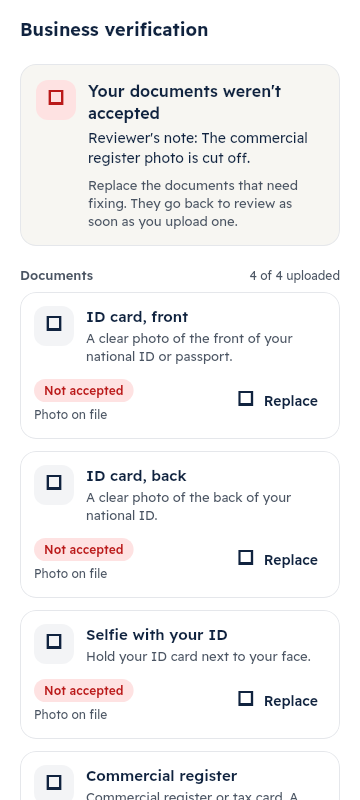 Business verification
Your documents weren't
accepted
Reviewer's note: The commercial
register photo is cut off.
Replace the documents that need
fixing. They go back to review as
soon as you upload one.
Documents
4 of 4 uploaded
ID card, front
A clear photo of the front of your
national ID or passport.
Not accepted
Photo on file
Replace
ID card, back
A clear photo of the back of your
national ID.
Not accepted
Photo on file
Replace
Selfie with your ID
Hold your ID card next to your face.
Not accepted
Photo on file
Replace
Commercial register
Commercial register or tax card. A